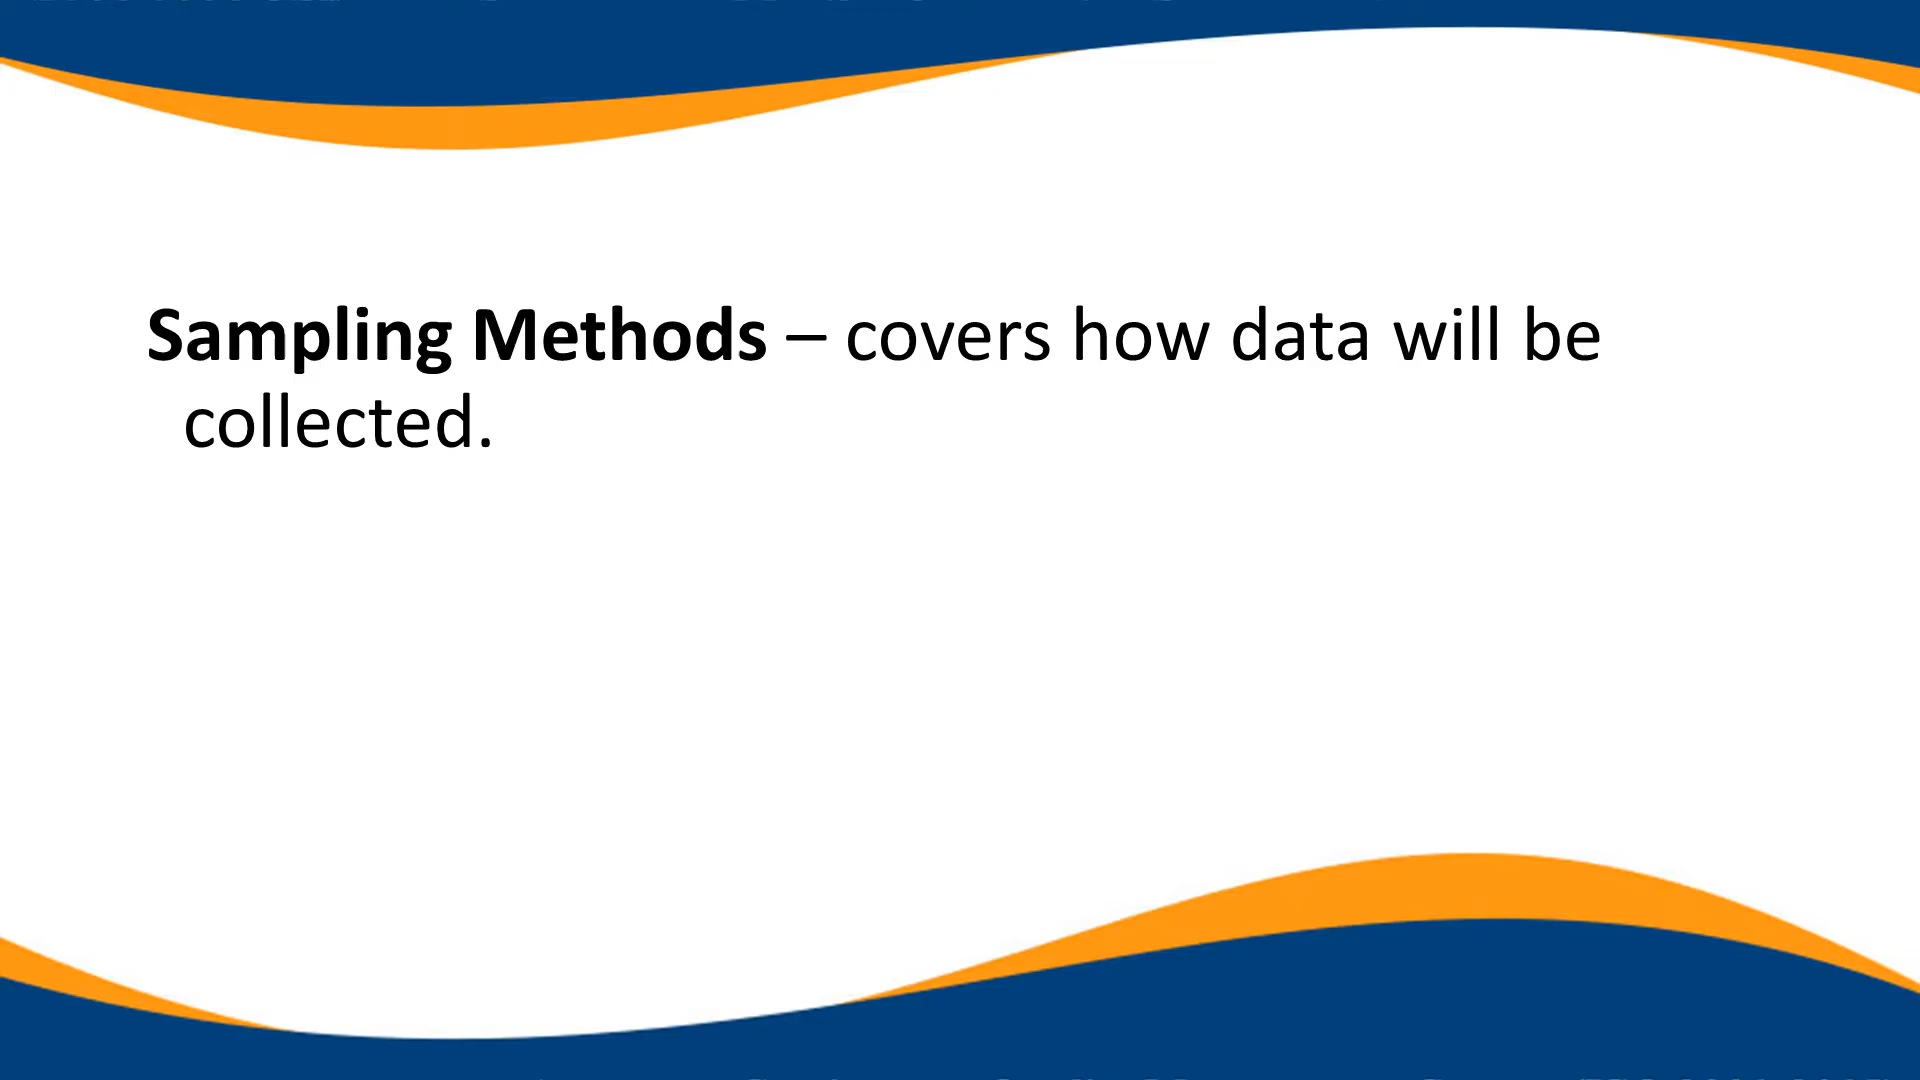 Sampling Methods – covers how data will be
collected.